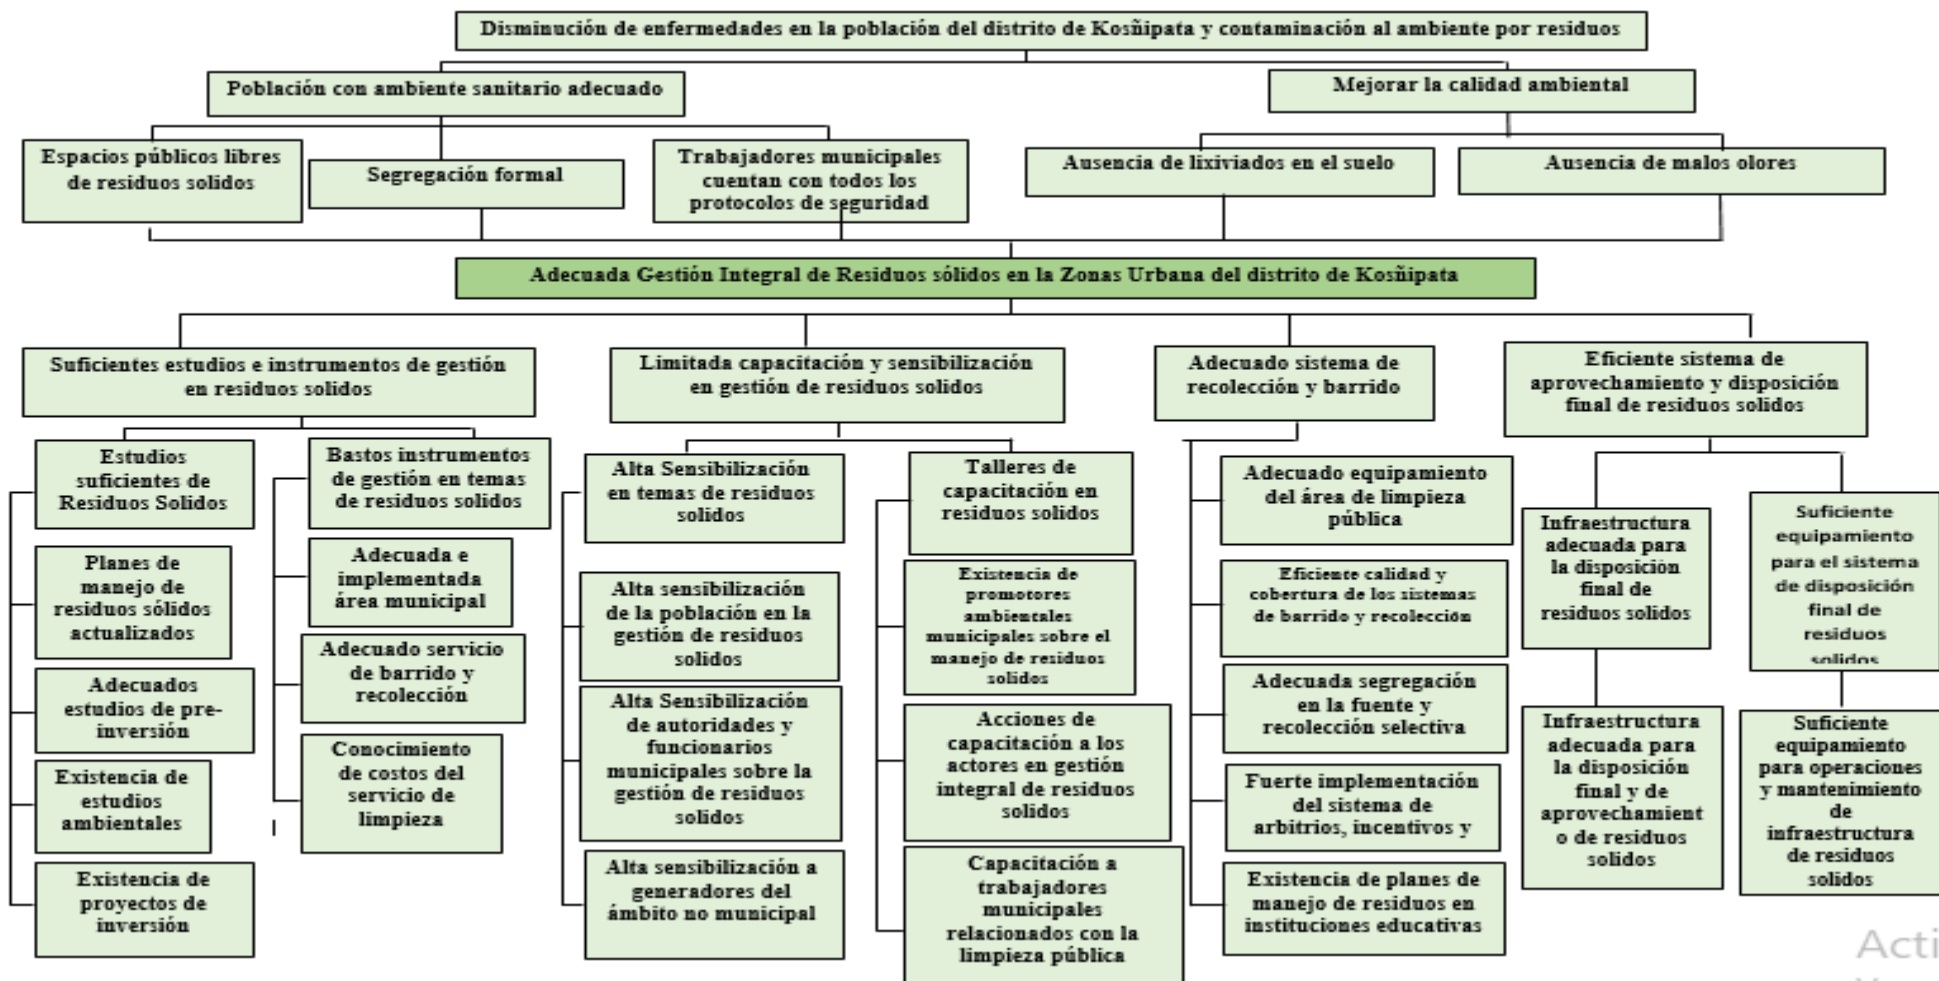 Disminución de enfermedades en la población del distrito de Kosñipata y contaminación al ambiente por residuos
Población con ambiente sanitario adecuado
Mejorar la calidad ambiental
Espacios públicos libres
de residuos solidos
Segregación formal
Trabajadores municipales
cuentan con todos los
protocolos de seguridad
Ausencia de lixiviados en el suelo
Ausencia de malos olores
Adecuada Gestión Integral de Residuos sólidos en la Zonas Urbana del distrito de Kosñipata
Suficientes estudios e instrumentos de gestión
en residuos solidos
Limitada capacitación y sensibilización
en gestión de residuos solidos
Adecuado sistema de
recolección y barrido
Eficiente sistema de
aprovechamiento y disposición
final de residuos solidos
Estudios
suficientes de
Residuos Solidos
Planes de
manejo de
residuos sólidos
actualizados
Adecuados
estudios de pre-
inversión
Existencia de
estudios
ambientales
Existencia de
proyectos de
inversión
Bastos instrumentos
de gestión en temas
de residuos solidos
Adecuada e
implementada
área municipal
Adecuado servicio
de barrido y
recolección
Conocimiento
de costos del
servicio de
limpieza
Alta Sensibilización
en temas de residuos
solidos
Alta sensibilización
de la población en la
gestión de residuos
solidos
Alta Sensibilización
de autoridades y
funcionarios
municipales sobre la
gestión de residuos
solidos
Alta sensibilización a
generadores del
ámbito no municipal
Talleres de
capacitación en
residuos solidos
Existencia de
promotores
ambientales
municipales sobre el
manejo de residuos
solidos
Acciones de
capacitación a los
actores en gestión
integral de residuos
solidos
Capacitación a
trabajadores
municipales
relacionados con la
limpieza pública
Adecuado equipamiento
del área de limpieza
pública
Eficiente calidad y
cobertura de los sistemas
de barrido y recolección
Adecuada segregación
en la fuente y
recolección selectiva
Fuerte implementación
del sistema de
arbitrios, incentivos y
Existencia de planes de
manejo de residuos en
instituciones educativas
Infraestructura
adecuada para
la disposición
final de
residuos solidos
Infraestructura
adecuada para
la disposición
final y de
aprovechamient
o de residuos
solidos
Suficiente
equipamiento
para el sistema
de disposición
final de
residuos
solidos
Suficiente
equipamiento
para operaciones
y mantenimiento
de
infraestructura
de residuos
solidos
Acti